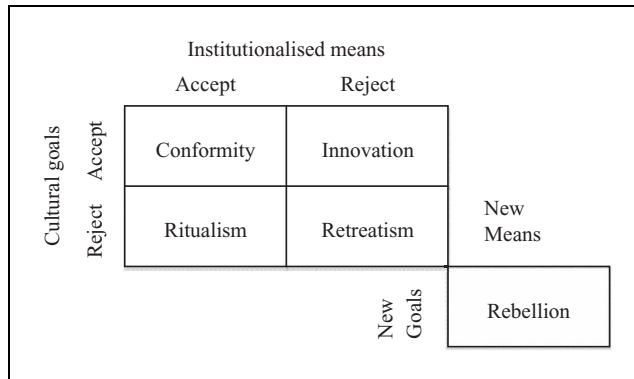 Institutionalised means
Accept Reject
Cultural goals
Accept
Conformity Innovation
Reject
Ritualism Retreatism
New
Means
New
Goals
Rebellion